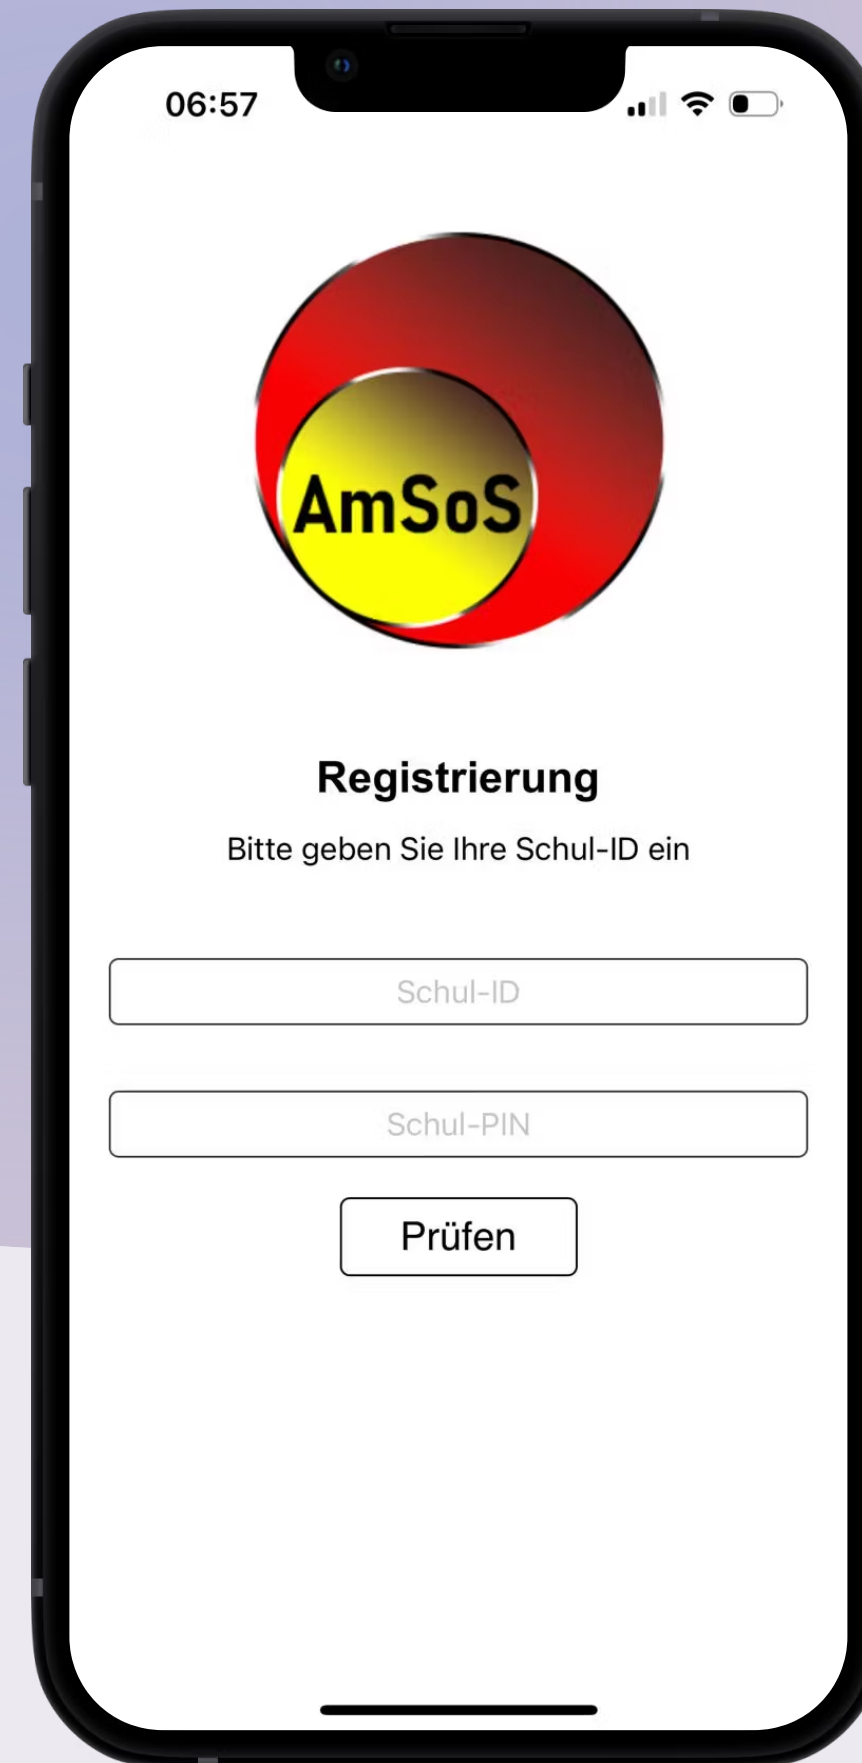 06:57
AmSoS
Registrierung
Bitte geben Sie Ihre Schul-ID ein
Schul-ID
Schul-PIN
Prüfen